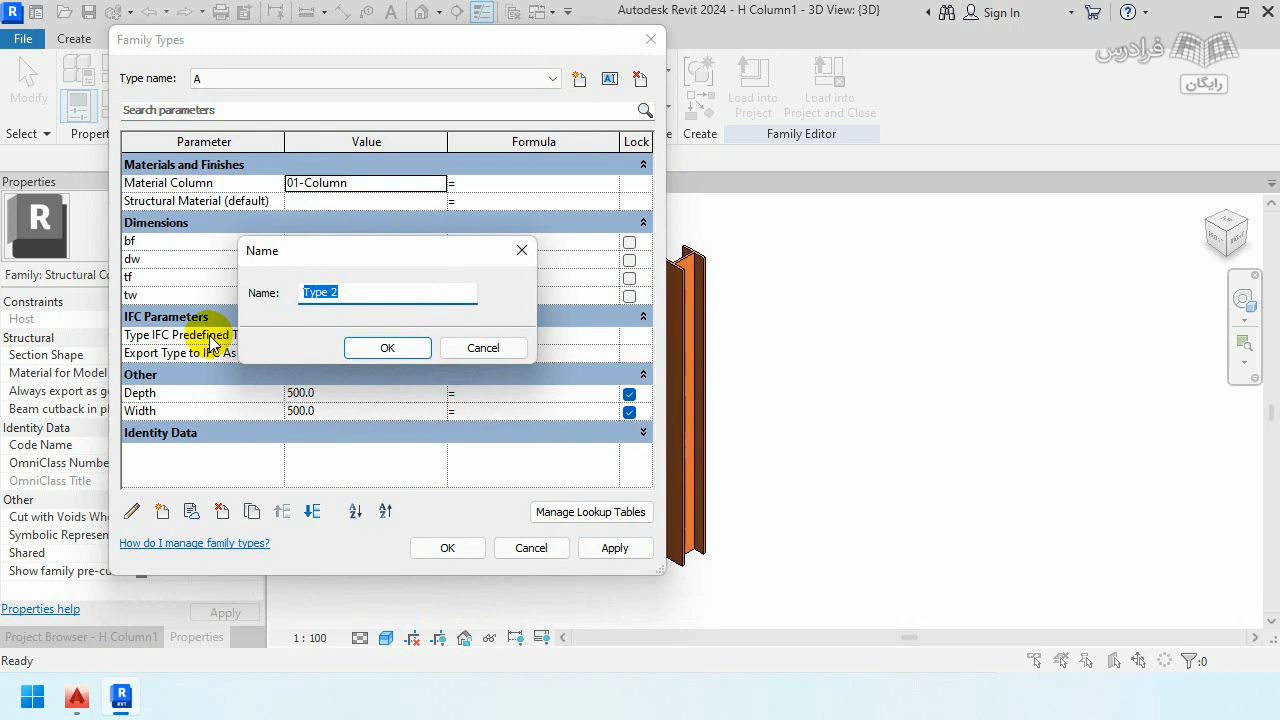 Autodesk Revit 2024 - H Column1 - 3D View: {3D}
Sign In
File
Create
Modify
Select
Propert
Load into
Project
Load into
Project and Close
Create
Family Editor
فرادرس
رایگان
Family Types
Type name:
A
Search parameters
Parameter
Value
Formula
Lock
Materials and Finishes
Material Column
01-Column
=
Structural Material (default)
=
Dimensions
bf
dw
tf
tw
IFC Parameters
Type IFC Predefined T
Export Type to IFC As
Other
Depth
500.0
=
Width
500.0
=
Identity Data
Manage Lookup Tables
How do I manage family types?
OK
Cancel
Apply
Name
Name:
Type 2
OK
Cancel
Properties
R
Family: Structural Co
Constraints
Host
Structural
Section Shape
Material for Model
Always export as g
Beam cutback in pl
Identity Data
Code Name
OmniClass Numbe
OmniClass Title
Other
Cut with Voids Whe
Symbolic Represen
Shared
Show family pre-cu
Properties help
Apply
Project Browser - H Column1
Properties
1 : 100
Ready
:0